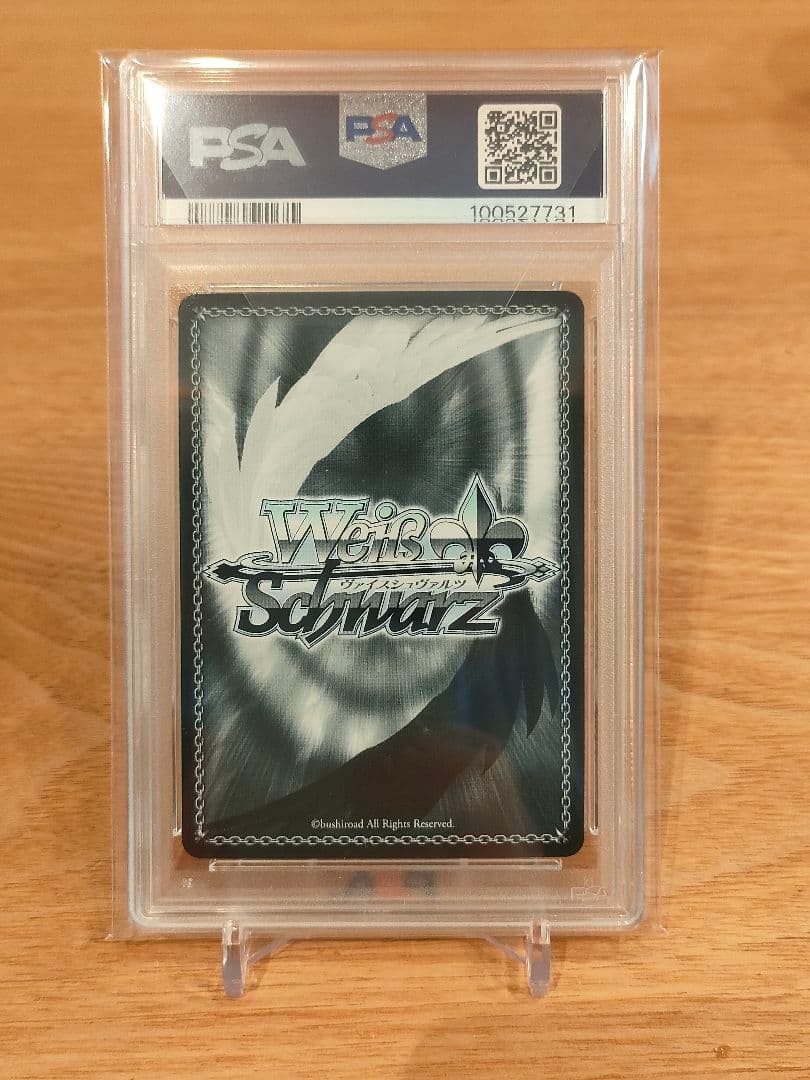 PSA
PSA
100527731
Weiß
ヴァイスシュヴァルツ
Schwarz
©bushiroad All Rights Reserved.
PSA